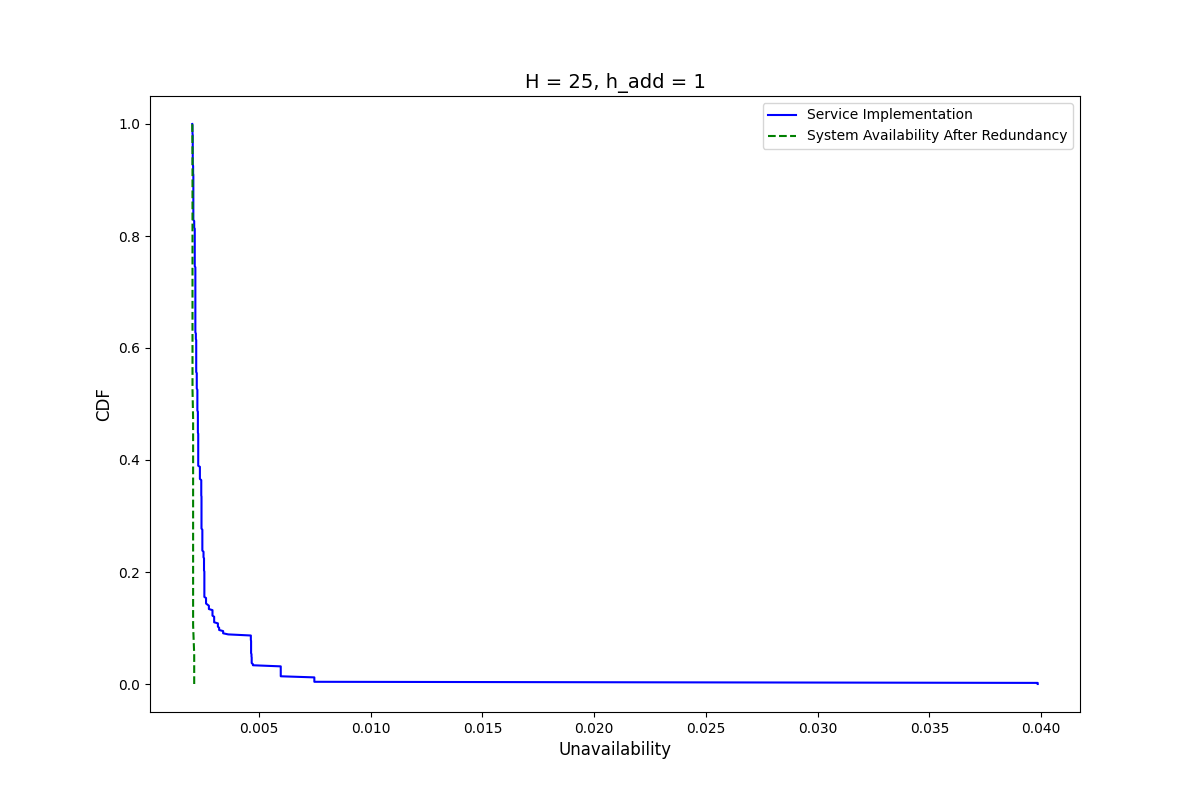 H = 25, h_add = 1
Service Implementation
System Availability After Redundancy
1.0
0.8
0.6
0.4
0.2
0.0
CDF
0.005
0.010
0.015
0.020
0.025
0.030
0.035
0.040
Unavailability